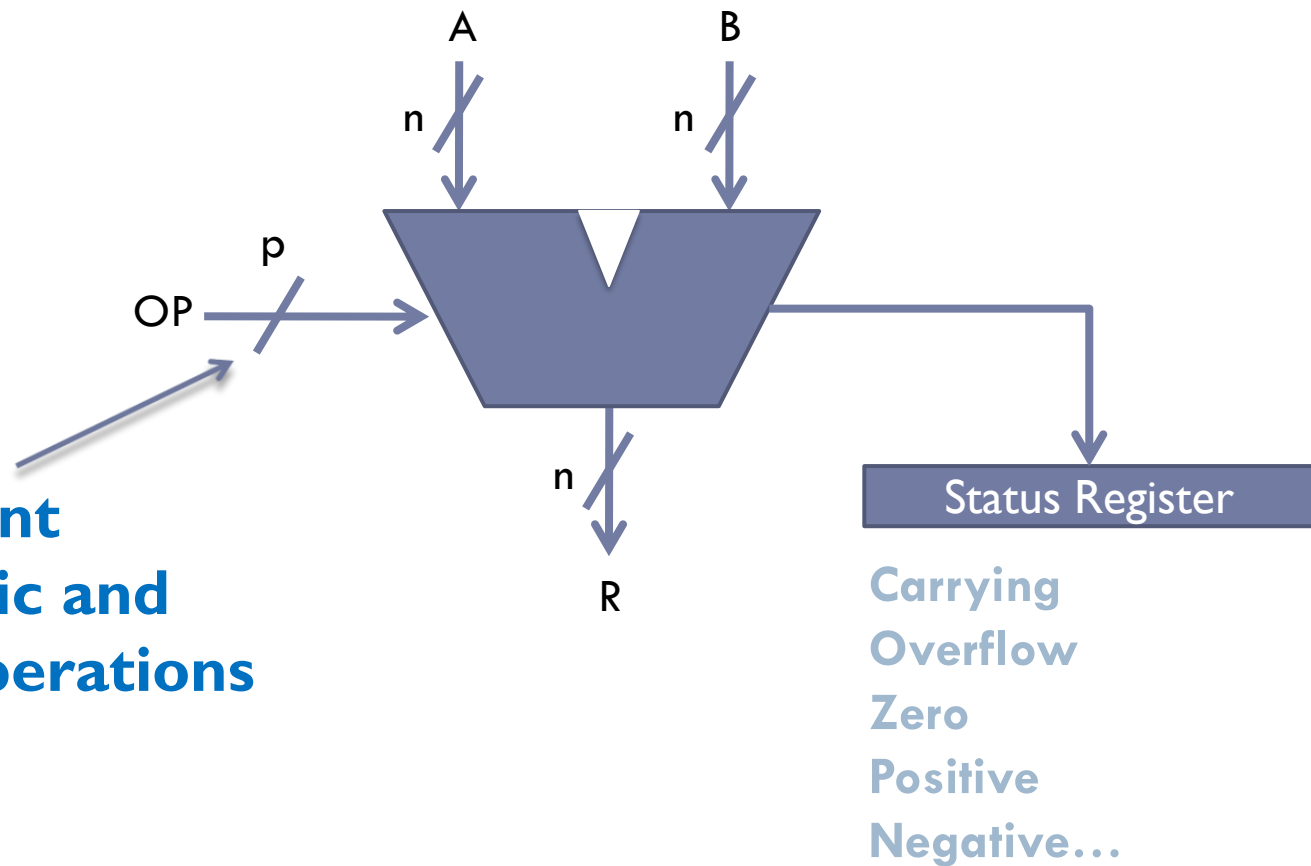 A
B
n
n
p
OP
n
R
Status Register
Carrying
Overflow
Zero
Positive
Negative…
nt
ic and
perations